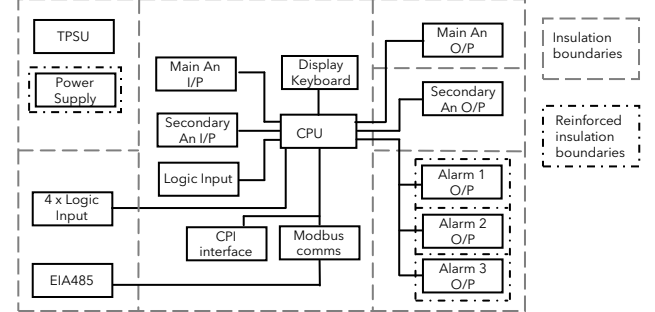 TPSU
Power
Supply
Main An
I/P
Secondary
An I/P
Logic Input
Display
Keyboard
CPU
Main An
O/P
Secondary
An O/P
Alarm 1
O/P
Alarm 2
O/P
Alarm 3
O/P
4 x Logic
Input
EIA485
CPI
interface
Modbus
comms
Insulation
boundaries
Reinforced
insulation
boundaries